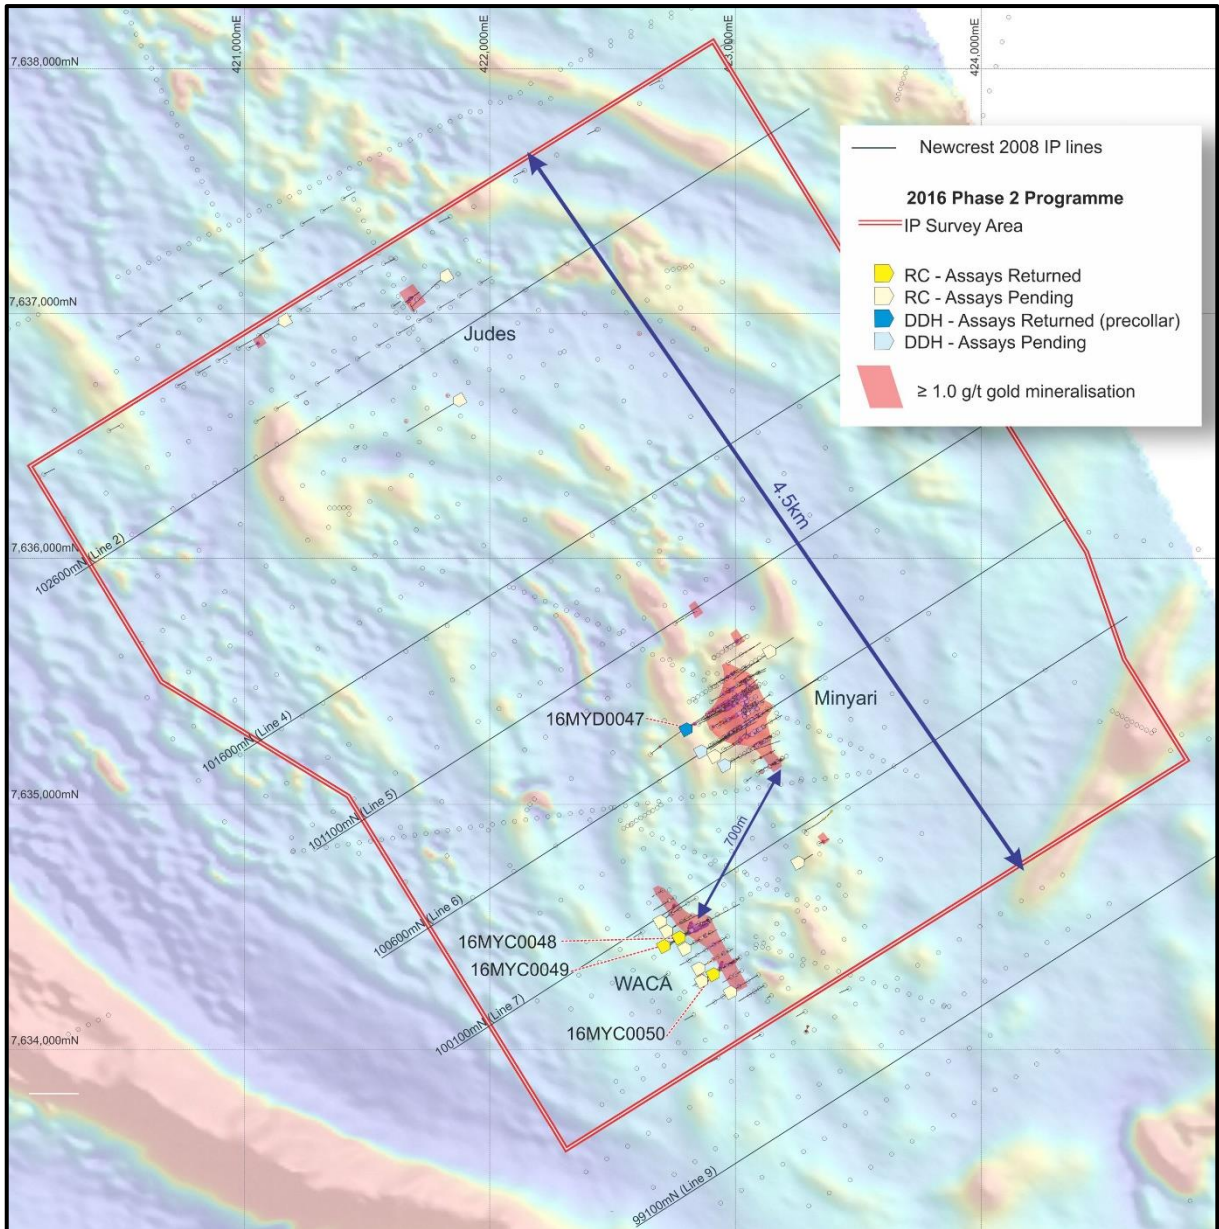 421,000mE
422,000mE
423,000mE
424,000mE
7,638,000mN
Newcrest 2008 IP lines
2016 Phase 2 Programme
IP Survey Area
RC - Assays Returned
RC - Assays Pending
DDH - Assays Returned (precollar)
DDH - Assays Pending
≥ 1.0 g/t gold mineralisation
7,637,000mN
Judes
4.5km
7,636,000mN
102600mN (Line 2)
Minyari
16MYD0047
101600mN (Line 4)
7,635,000mN
101100mN (Line 5)
700m
100600mN (Line 6)
16MYC0048
16MYC0049
WACA
16MYC0050
100100mN (Line 7)
7,634,000mN
99100mN (Line 9)